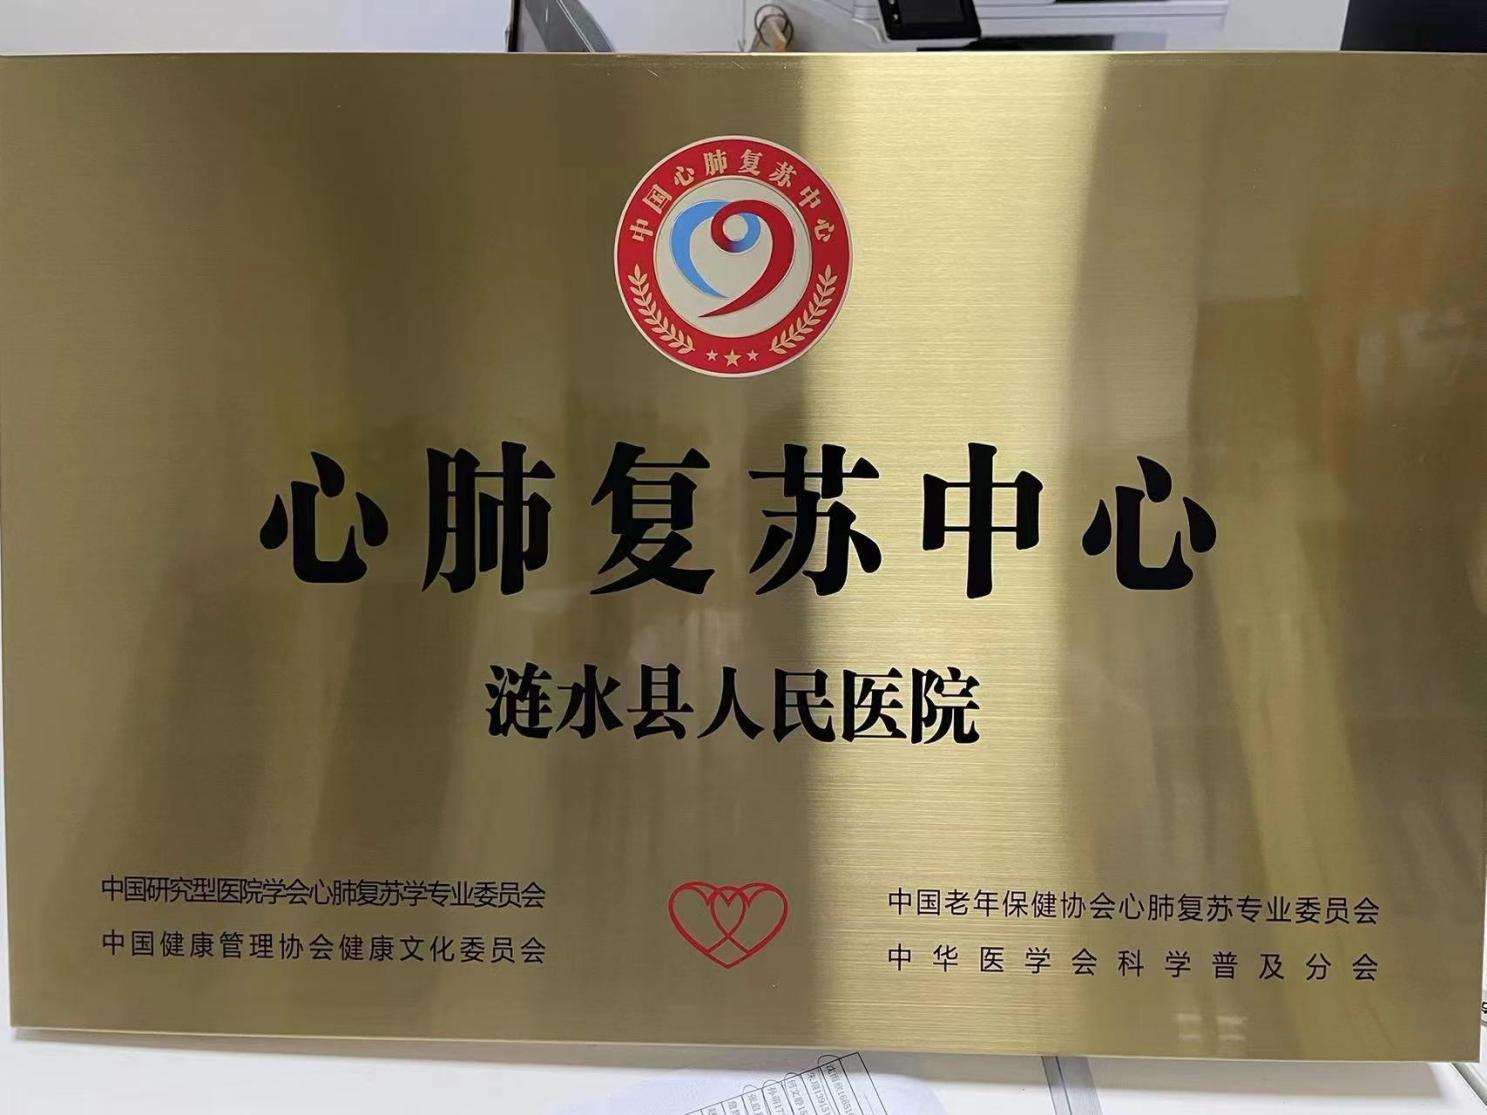 中国心肺复苏中心
心肺复苏中心
涟水县人民医院
中国研究型医院学会心肺复苏学专业委员会
中国健康管理协会健康文化委员会
中国老年保健协会心肺复苏专业委员会
中华医学会科学普及分会